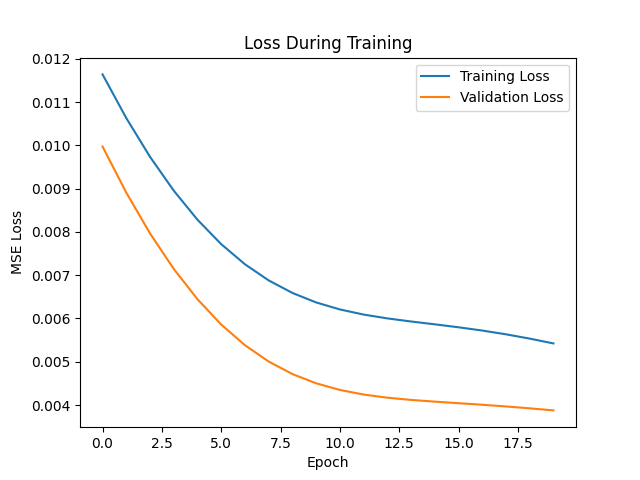 Loss During Training
Training Loss
Validation Loss
MSE Loss
0.012
0.011
0.010
0.009
0.008
0.007
0.006
0.005
0.004
0.0 2.5 5.0 7.5 10.0 12.5 15.0 17.5
Epoch